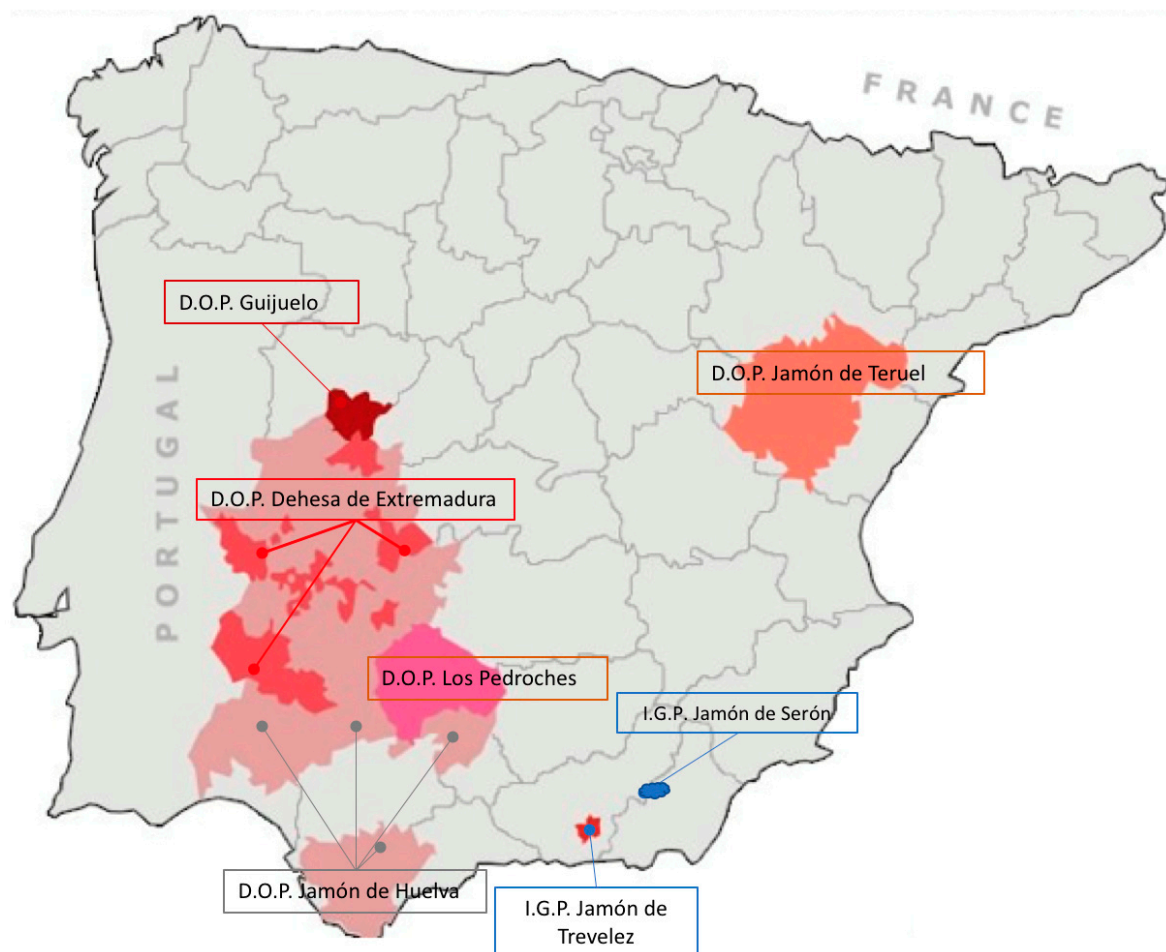 FRANCE
D.O.P. Guijuelo
PORTUGAL
D.O.P. Jamón de Teruel
D.O.P. Dehesa de Extremadura
D.O.P. Los Pedroches
I.G.P. Jamón de Serón
D.O.P. Jamón de Huelva
I.G.P. Jamón de
Trevelez